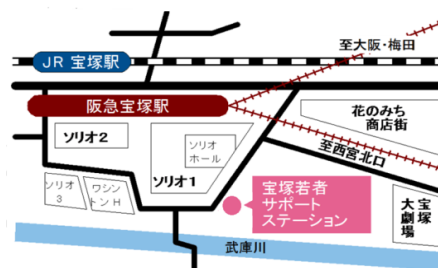 至大阪・梅田
JR 宝塚駅
阪急宝塚駅
花のみち
商店街
ソリオ2
ソリオ
ホール
至西宮北口
ソリオ1
ソリオ
3
ワシン
トンH
宝塚若者
サポート
ステーション
宝塚
大劇場
武庫川